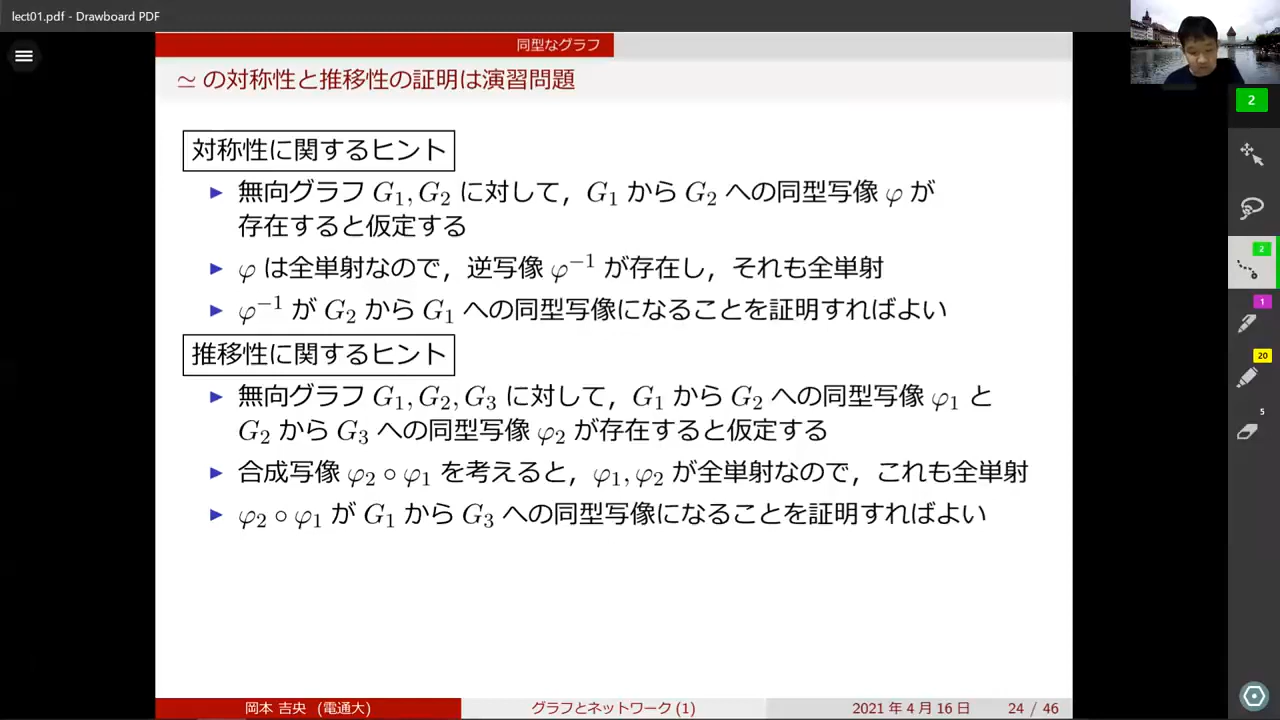 lect01.pdf - Drawboard PDF
同型なグラフ
≃ の対称性と推移性の証明は演習問題
対称性に関するヒント
▶ 無向グラフ G₁, G₂ に対して，G₁ から G₂ への同型写像 φ が
存在すると仮定する
▶ φ は全単射なので，逆写像 φ⁻¹ が存在し，それも全単射
▶ φ⁻¹ が G₂ から G₁ への同型写像になることを証明すればよい
推移性に関するヒント
▶ 無向グラフ G₁, G₂, G₃ に対して，G₁ から G₂ への同型写像 φ₁ と
G₂ から G₃ への同型写像 φ₂ が存在すると仮定する
▶ 合成写像 φ₂ ∘ φ₁ を考えると，φ₁, φ₂ が全単射なので，これも全単射
▶ φ₂ ∘ φ₁ が G₁ から G₃ への同型写像になることを証明すればよい
岡本 吉央 (電通大)
グラフとネットワーク (1)
2021 年 4 月 16 日
24 / 46
2
2
1
20
5